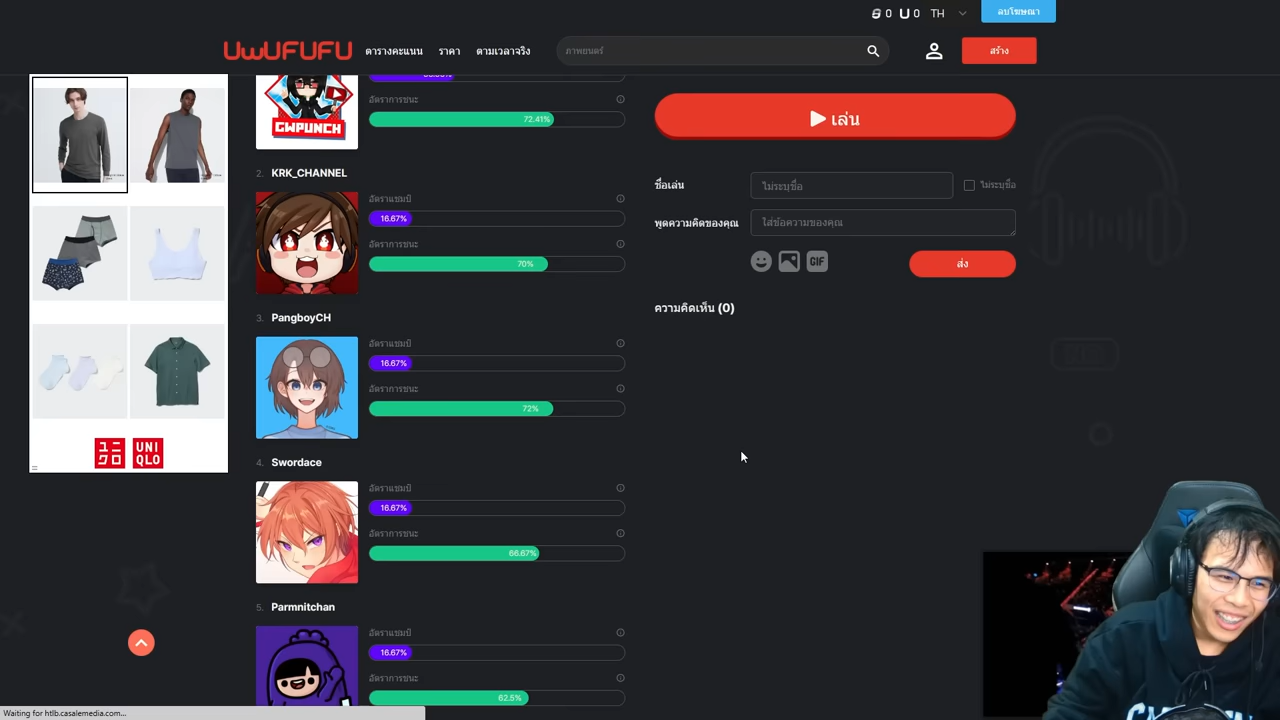 0
0
TH
ลบโฆษณา
UWUFUFU
ตารางคะแนน
ราคา
ตามเวลาจริง
ภาพยนตร์
สร้าง
GWPUNCH
อัตราการชนะ
72.41%
เล่น
2. KRK_CHANNEL
อัตราแชมป์
16.67%
อัตราการชนะ
70%
ชื่อเล่น
ไม่ระบุชื่อ
ไม่ระบุชื่อ
พูดความคิดของคุณ
ใส่ข้อความของคุณ
GIF
ส่ง
ความคิดเห็น (0)
3. PangboyCH
อัตราแชมป์
16.67%
อัตราการชนะ
72%
UNI
QLO
4. Swordace
อัตราแชมป์
16.67%
อัตราการชนะ
66.67%
5. Parmnitchan
อัตราแชมป์
16.67%
อัตราการชนะ
62.5%
Waiting for htlb.casalemedia.com...